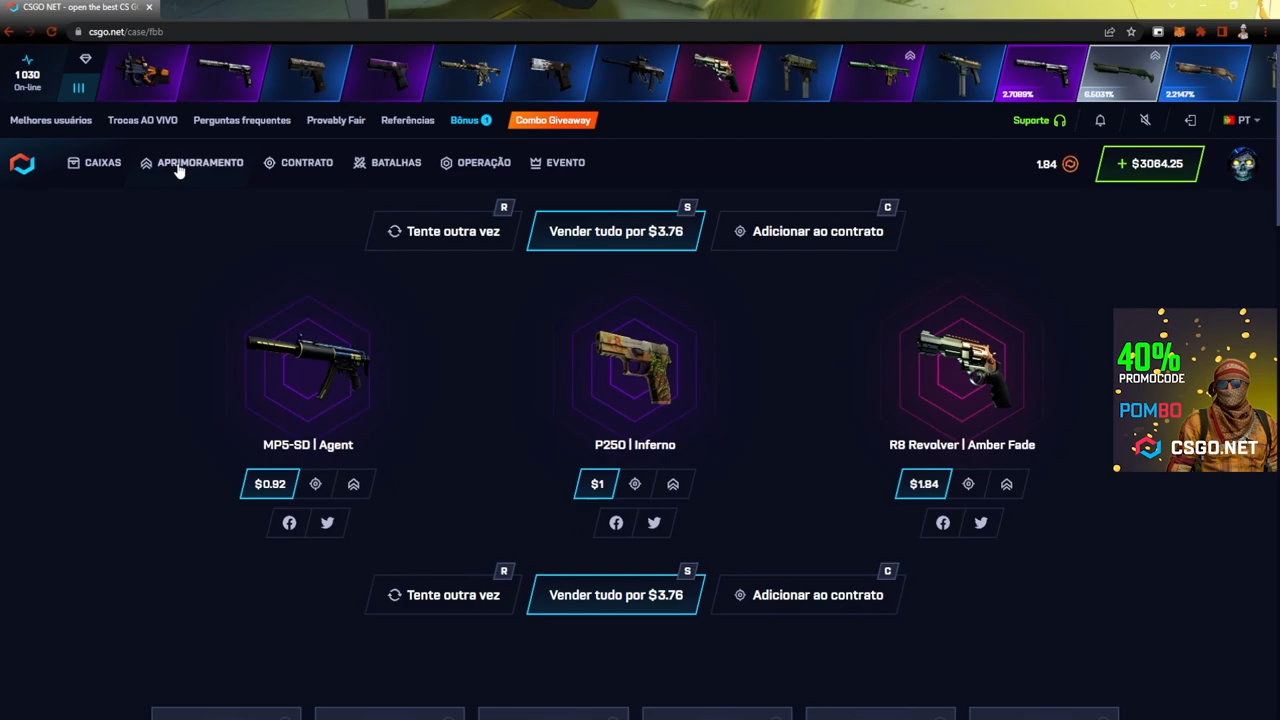 CSGO NET - open the best CS G
csgo.net/case/fbb
1 030
On-line
2.7089%
6.5031%
2.2147%
Melhores usuários
Trocas AO VIVO
Perguntas frequentes
Provably Fair
Referências
Bônus 1
Combo Giveaway
Suporte
PT
CAIXAS
APRIMORAMENTO
CONTRATO
BATALHAS
OPERAÇÃO
EVENTO
1.84
+ $3064.25
R
Tente outra vez
S
Vender tudo por $3.76
C
Adicionar ao contrato
MP5-SD | Agent
$0.92
P250 | Inferno
$1
R8 Revolver | Amber Fade
$1.84
40%
PROMOCODE
POMBO
CSGO.NET
R
Tente outra vez
S
Vender tudo por $3.76
C
Adicionar ao contrato